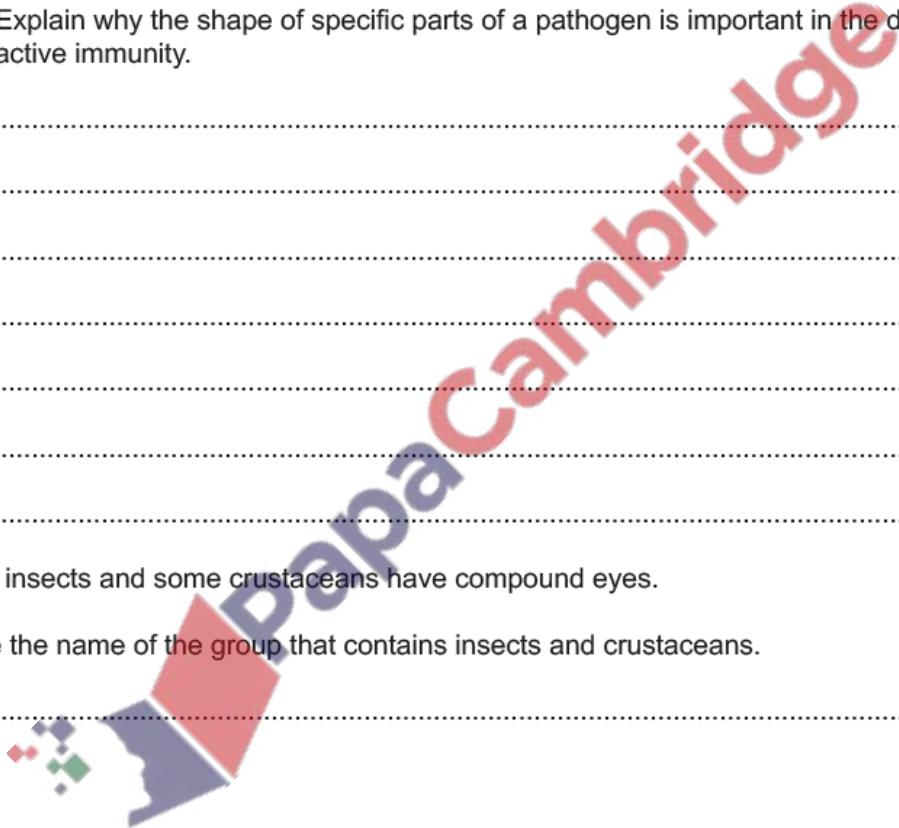 Explain why the shape of specific parts of a pathogen is important in the
active immunity.
insects and some crustaceans have compound eyes.
the name of the group that contains insects and crustaceans.
PapaCambridge